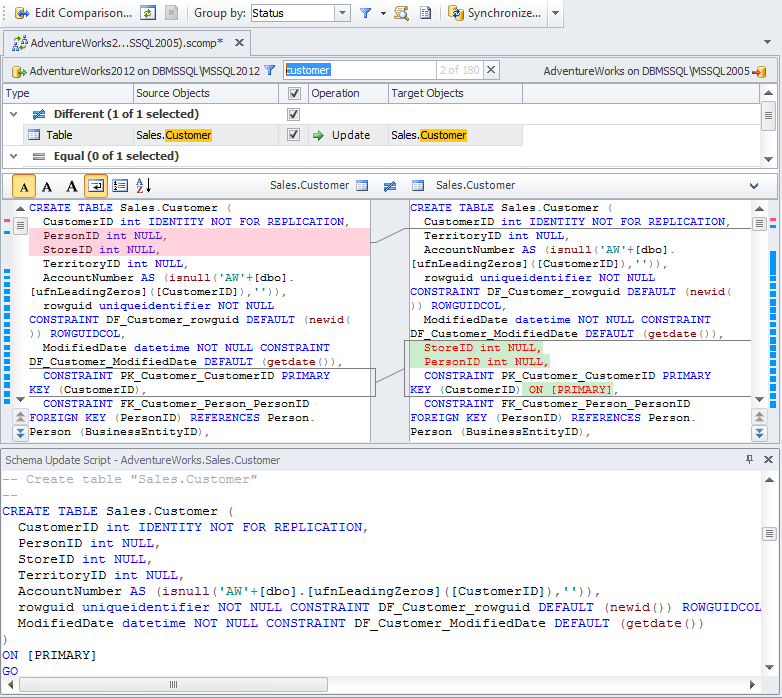 Edit Comparison... Group by: Status Synchronize...
AdventureWorks2...SSQL2005).scomp*
AdventureWorks2012 on DBMSSQL\MSSQL2012 customer 2 of 180 AdventureWorks on DBMSSQL\MSSQL2005
Type Source Objects Operation Target Objects
Different (1 of 1 selected)
Table Sales.Customer Update Sales.Customer
Equal (0 of 1 selected)
A A A A Z Sales.Customer Sales.Customer
CREATE TABLE Sales.Customer (
CustomerID int IDENTITY NOT FOR REPLICATION,
PersonID int NULL,
StoreID int NULL,
TerritoryID int NULL,
AccountNumber AS (isnull('AW'+[dbo].
[ufnLeadingZeros]([CustomerID]),'')),
rowguid uniqueidentifier NOT NULL
CONSTRAINT DF_Customer_rowguid DEFAULT (newid(
)) ROWGUIDCOL,
ModifiedDate datetime NOT NULL CONSTRAINT
DF_Customer_ModifiedDate DEFAULT (getdate()),
CONSTRAINT PK_Customer_CustomerID PRIMARY
KEY (CustomerID),
CONSTRAINT FK_Customer_Person_PersonID
FOREIGN KEY (PersonID) REFERENCES Person.
Person (BusinessEntityID),
CREATE TABLE Sales.Customer (
CustomerID int IDENTITY NOT FOR REPLICATION,
TerritoryID int NULL,
AccountNumber AS (isnull('AW'+[dbo].
[ufnLeadingZeros]([CustomerID]),'')),
rowguid uniqueidentifier NOT NULL
CONSTRAINT DF_Customer_rowguid DEFAULT (newid(
)) ROWGUIDCOL,
ModifiedDate datetime NOT NULL CONSTRAINT
DF_Customer_ModifiedDate DEFAULT (getdate()),
StoreID int NULL,
PersonID int NULL,
CONSTRAINT PK_Customer_CustomerID PRIMARY
KEY (CustomerID) ON [PRIMARY],
CONSTRAINT FK_Customer_Person_PersonID
FOREIGN KEY (PersonID) REFERENCES Person.
Person (BusinessEntityID),
Schema Update Script - AdventureWorks.Sales.Customer
-- Create table "Sales.Customer"
--
CREATE TABLE Sales.Customer (
CustomerID int IDENTITY NOT FOR REPLICATION,
PersonID int NULL,
StoreID int NULL,
TerritoryID int NULL,
AccountNumber AS (isnull('AW'+[dbo].[ufnLeadingZeros]([CustomerID]),'')),
rowguid uniqueidentifier NOT NULL CONSTRAINT DF_Customer_rowguid DEFAULT (newid()) ROWGUIDCOL
ModifiedDate datetime NOT NULL CONSTRAINT DF_Customer_ModifiedDate DEFAULT (getdate())
)
ON [PRIMARY]
GO